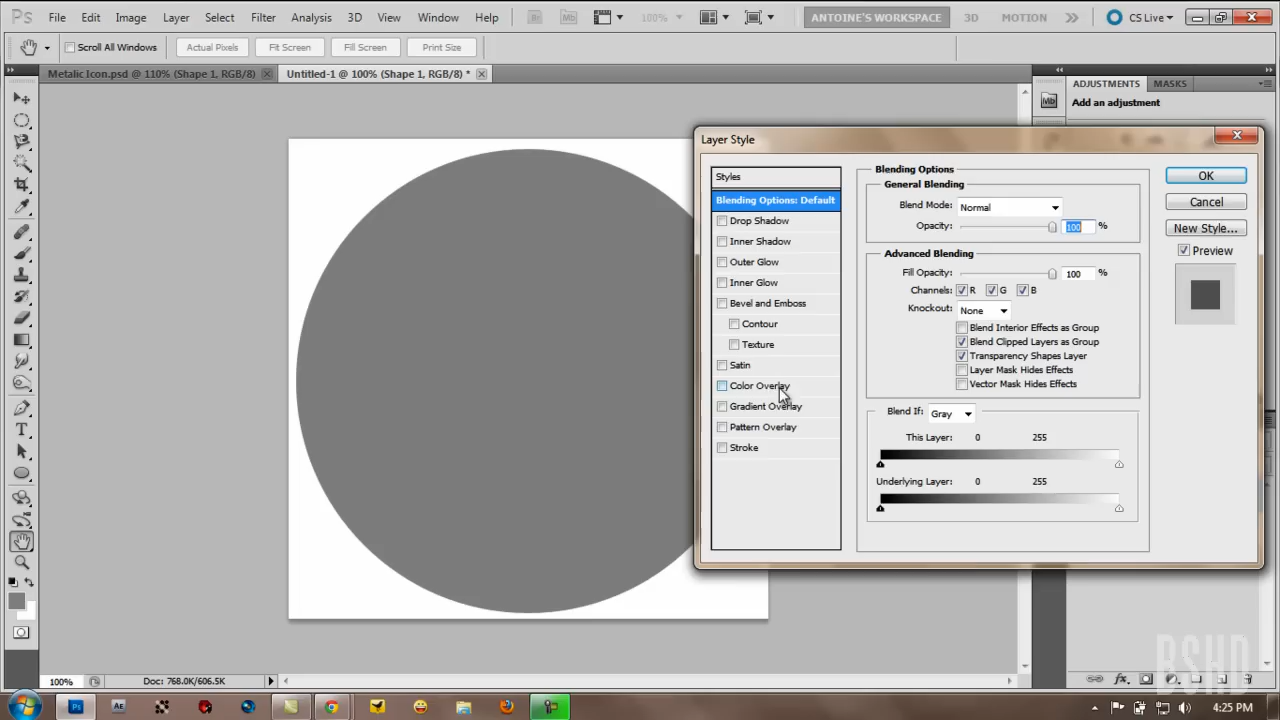 Ps File Edit Image Layer Select Filter Analysis 3D View Window Help Br Mb 100% ANTOINE'S WORKSPACE 3D MOTION CS Live
Scroll All Windows Actual Pixels Fit Screen Fill Screen Print Size
Metalic Icon.psd @ 110% (Shape 1, RGB/8) Untitled-1 @ 100% (Shape 1, RGB/8) *
ADJUSTMENTS MASKS
Mb
Add an adjustment
Layer Style
Styles
Blending Options: Default
Drop Shadow
Inner Shadow
Outer Glow
Inner Glow
Bevel and Emboss
Contour
Texture
Satin
Color Overlay
Gradient Overlay
Pattern Overlay
Stroke
Blending Options
General Blending
Blend Mode: Normal
Opacity: 100 %
Advanced Blending
Fill Opacity: 100 %
Channels: R G B
Knockout: None
Blend Interior Effects as Group
Blend Clipped Layers as Group
Transparency Shapes Layer
Layer Mask Hides Effects
Vector Mask Hides Effects
Blend If: Gray
This Layer: 0 255
Underlying Layer: 0 255
OK
Cancel
New Style...
Preview
T
100% Doc: 768.0K/606.5K
fx
BSHD
Ps AE
4:25 PM